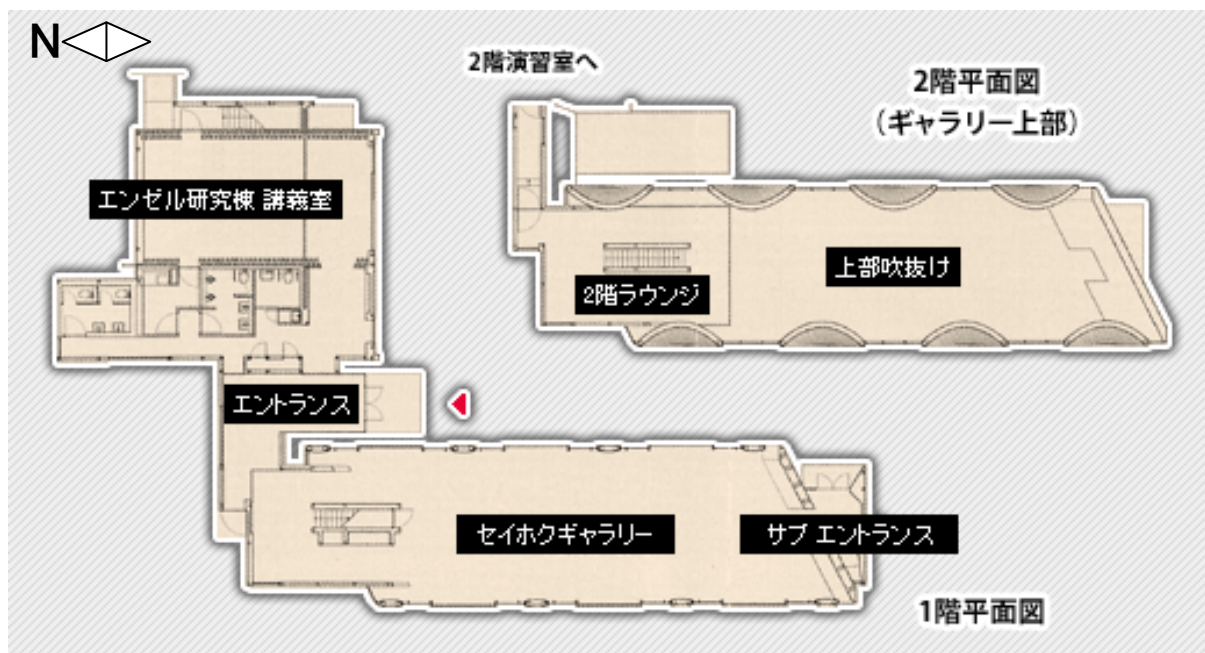 N
2階演習室へ
2階平面図
（ギャラリー上部）
エンゼル研究棟 講義室
上部吹抜け
2階ラウンジ
エントランス
セイホクギャラリー
サブ エントランス
1階平面図